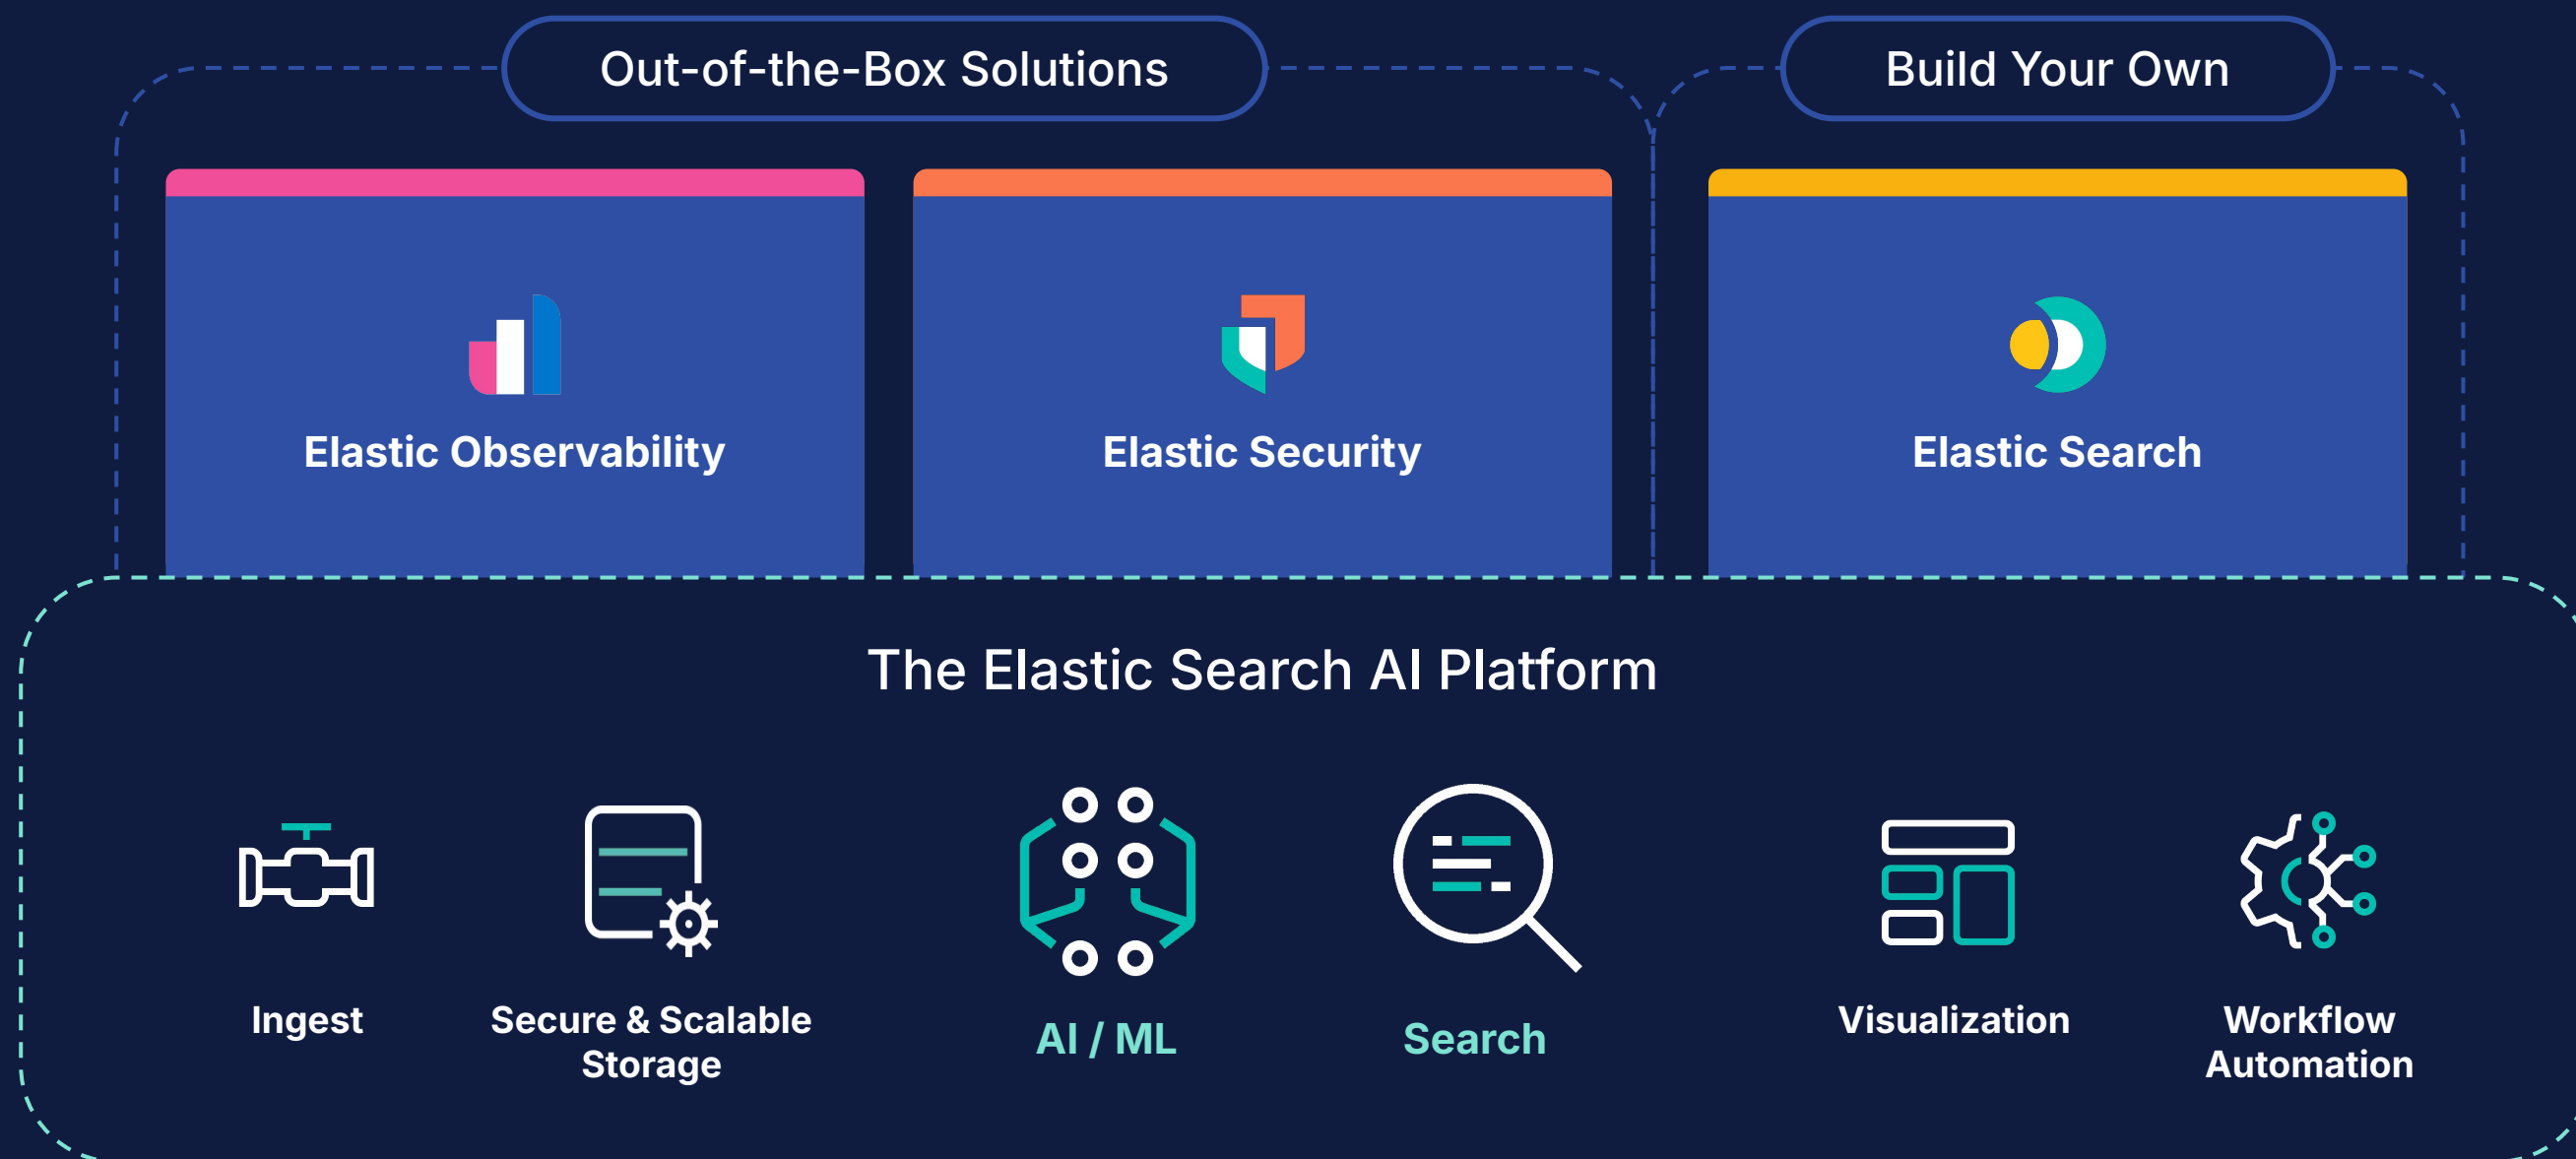 Out-of-the-Box Solutions
Build Your Own
Elastic Observability
Elastic Security
Elastic Search
The Elastic Search AI Platform
Ingest
Secure & Scalable
Storage
AI / ML
Search
Visualization
Workflow
Automation